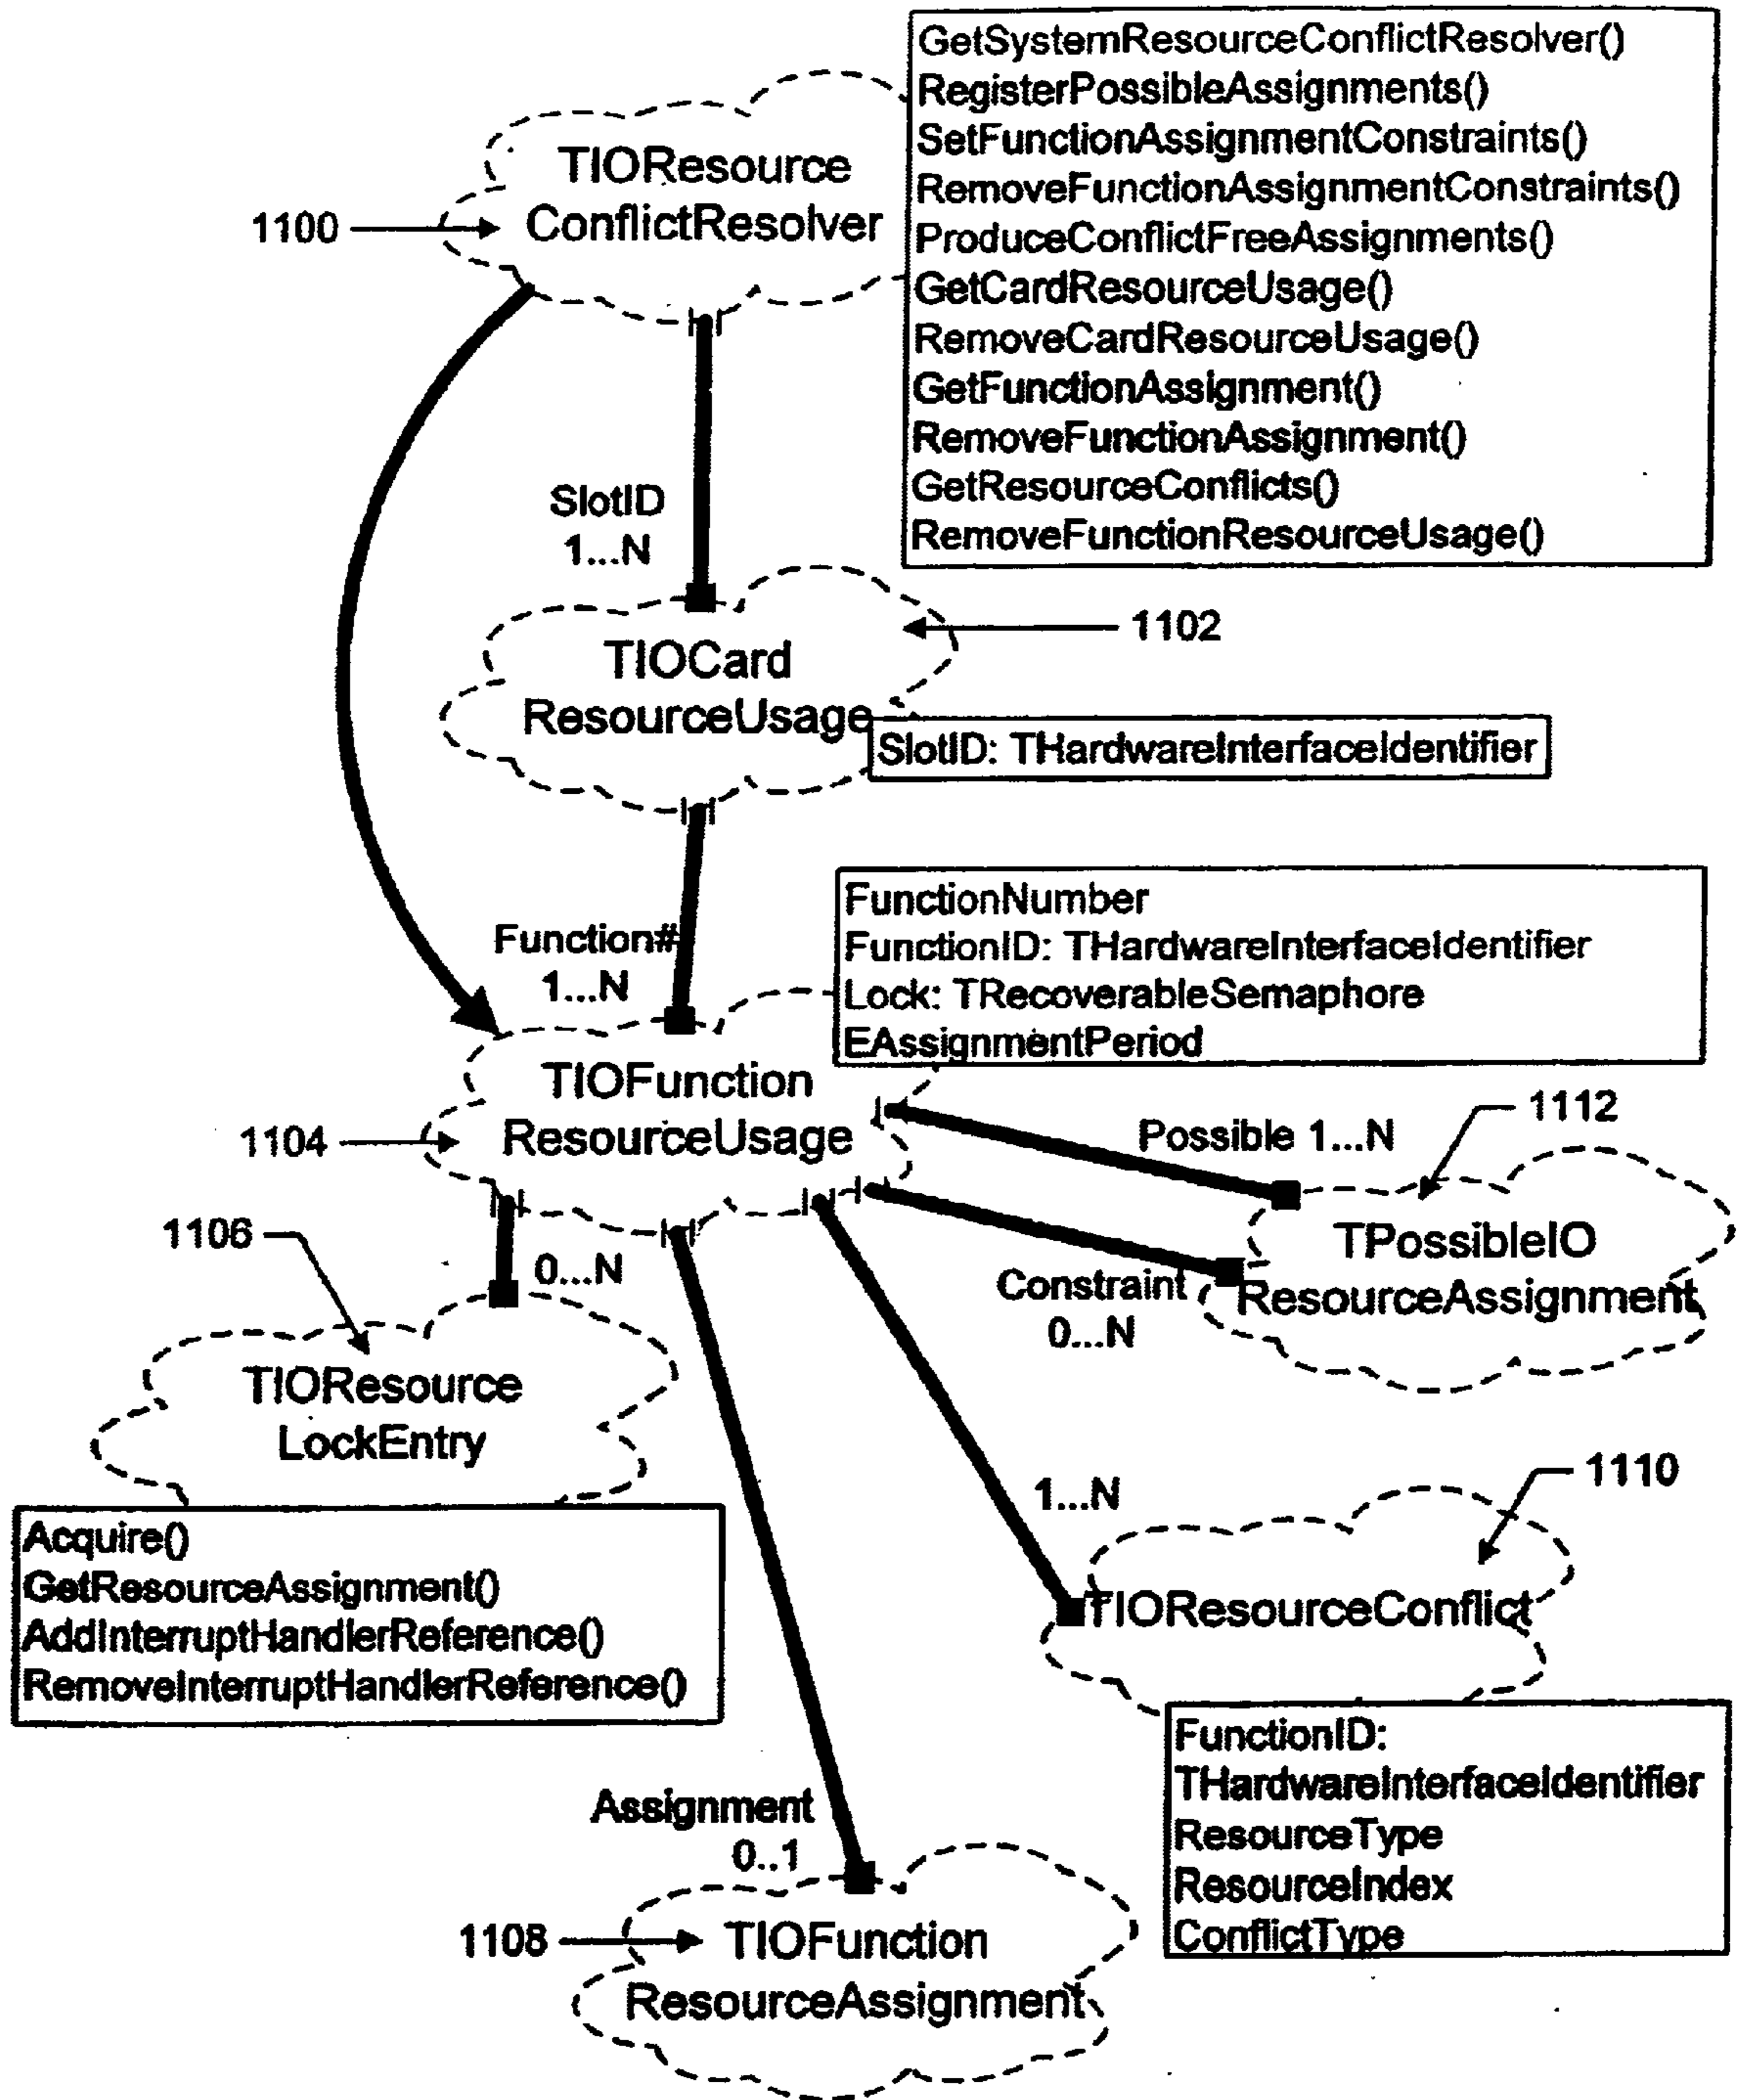 GetSystemResourceConflictResolver()
RegisterPossibleAssignments()
SetFunctionAssignmentConstraints()
RemoveFunctionAssignmentConstraints()
ProduceConflictFreeAssignments()
GetCardResourceUsage()
RemoveCardResourceUsage()
GetFunctionAssignment()
RemoveFunctionAssignment()
GetResourceConflicts()
RemoveFunctionResourceUsage()
TIOResource
ConflictResolver
1100
SlotID
1...N
1102
TIOCard
ResourceUsage
SlotID: THardwareInterfaceIdentifier
Function#
1...N
FunctionNumber
FunctionID: THardwareInterfaceIdentifier
Lock: TRecoverableSemaphore
EAssignmentPeriod
TIOFunction
ResourceUsage
1104
Possible 1...N
1112
TPossibleIO
ResourceAssignment
Constraint
0...N
1106
0...N
TIOResource
LockEntry
Acquire()
GetResourceAssignment()
AddInterruptHandlerReference()
RemoveInterruptHandlerReference()
1...N
1110
TIOResourceConflict
FunctionID:
THardwareInterfaceIdentifier
ResourceType
ResourceIndex
ConflictType
Assignment
0..1
1108
TIOFunction
ResourceAssignment